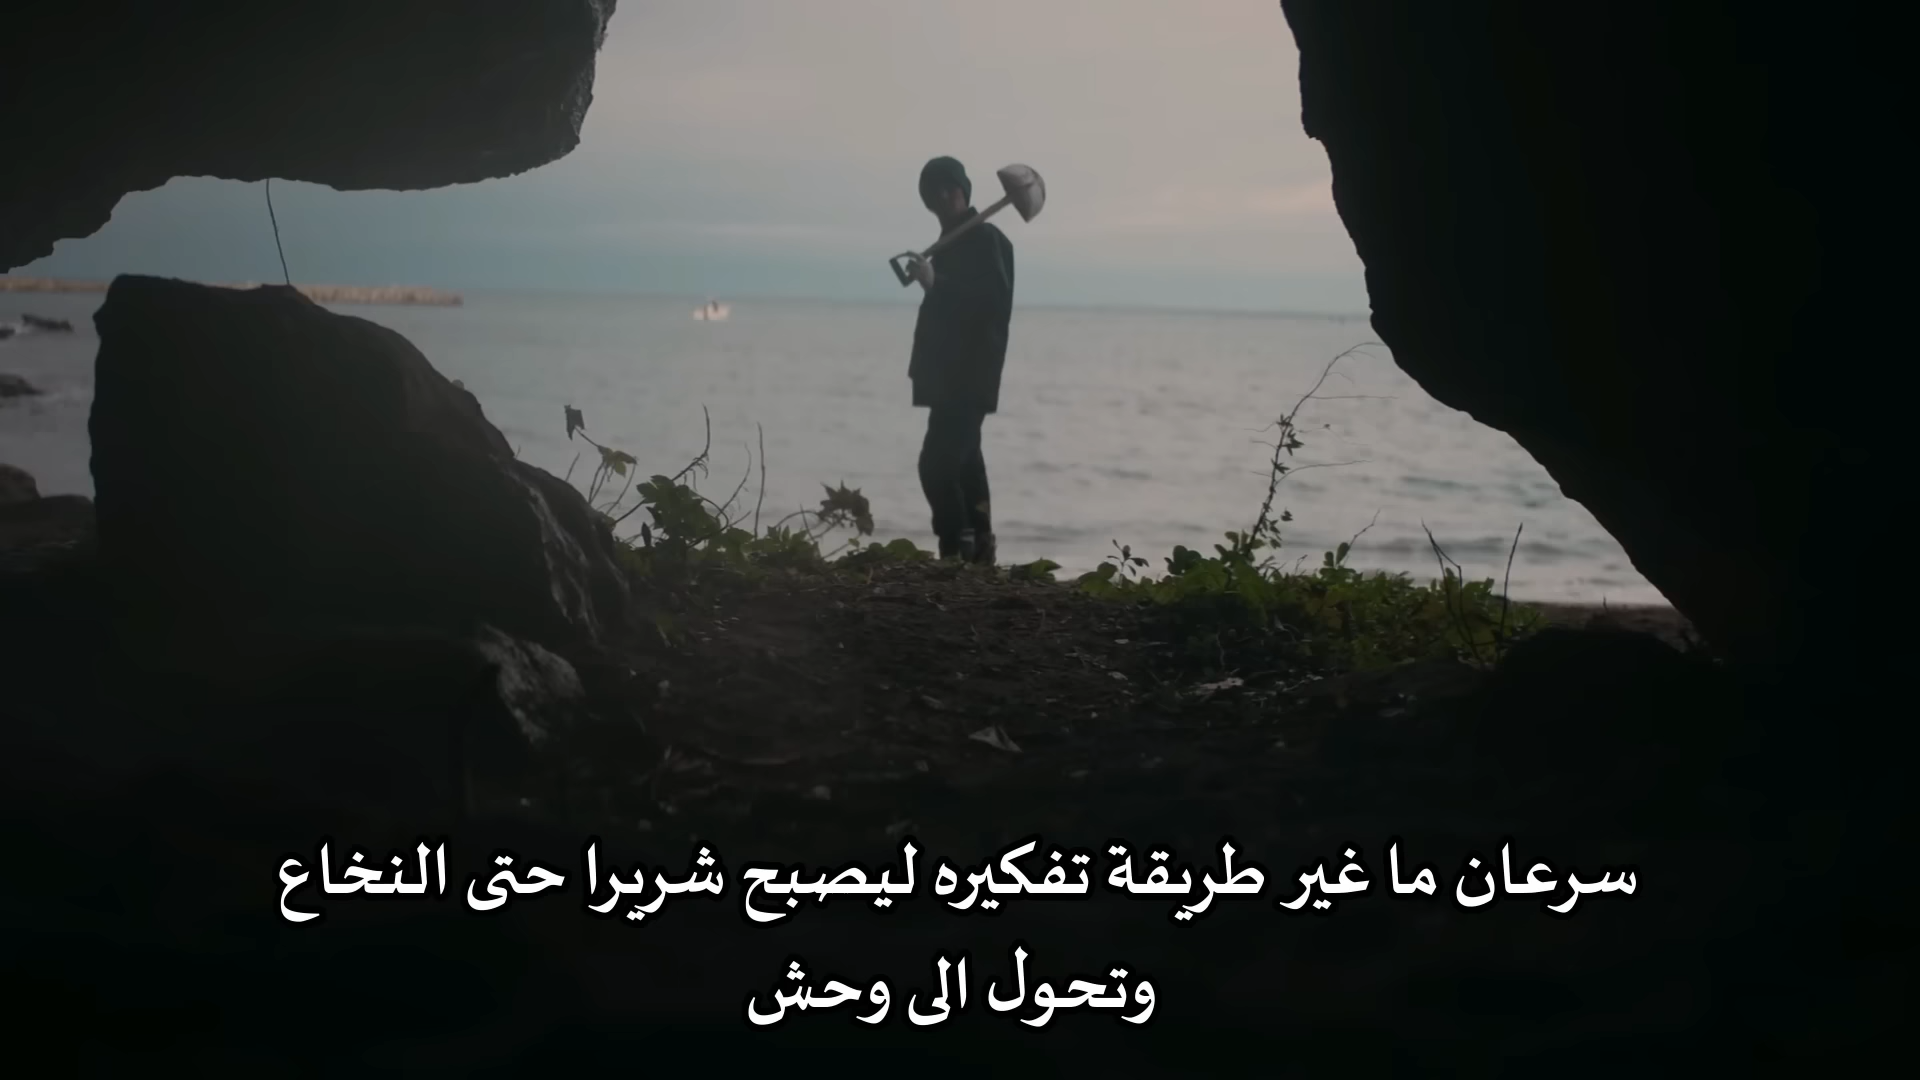 سرعان ما غير طريقة تفكيره ليصبح شريرا حتى النخاع
وتحول الى وحش